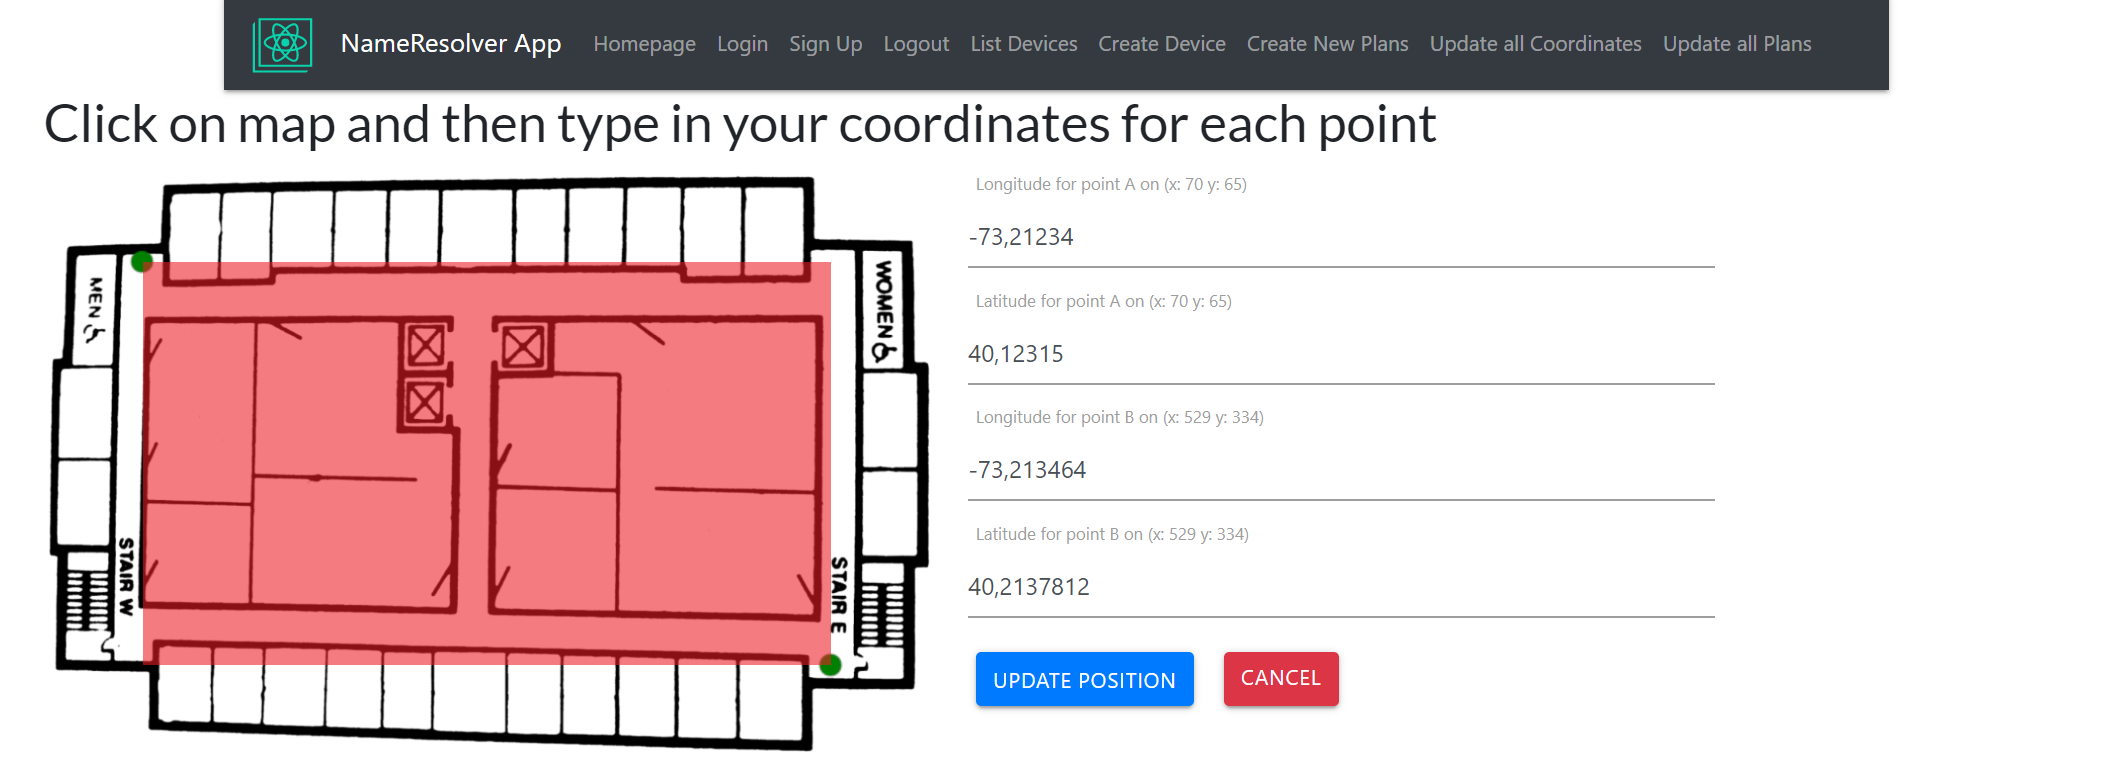 NameResolver App Homepage Login Sign Up Logout List Devices Create Device Create New Plans Update all Coordinates Update all Plans
Click on map and then type in your coordinates for each point
MEN
STAIR W
WOMEN
STAIR E
Longitude for point A on (x: 70 y: 65)
-73,21234
Latitude for point A on (x: 70 y: 65)
40,12315
Longitude for point B on (x: 529 y: 334)
-73,213464
Latitude for point B on (x: 529 y: 334)
40,2137812
UPDATE POSITION CANCEL